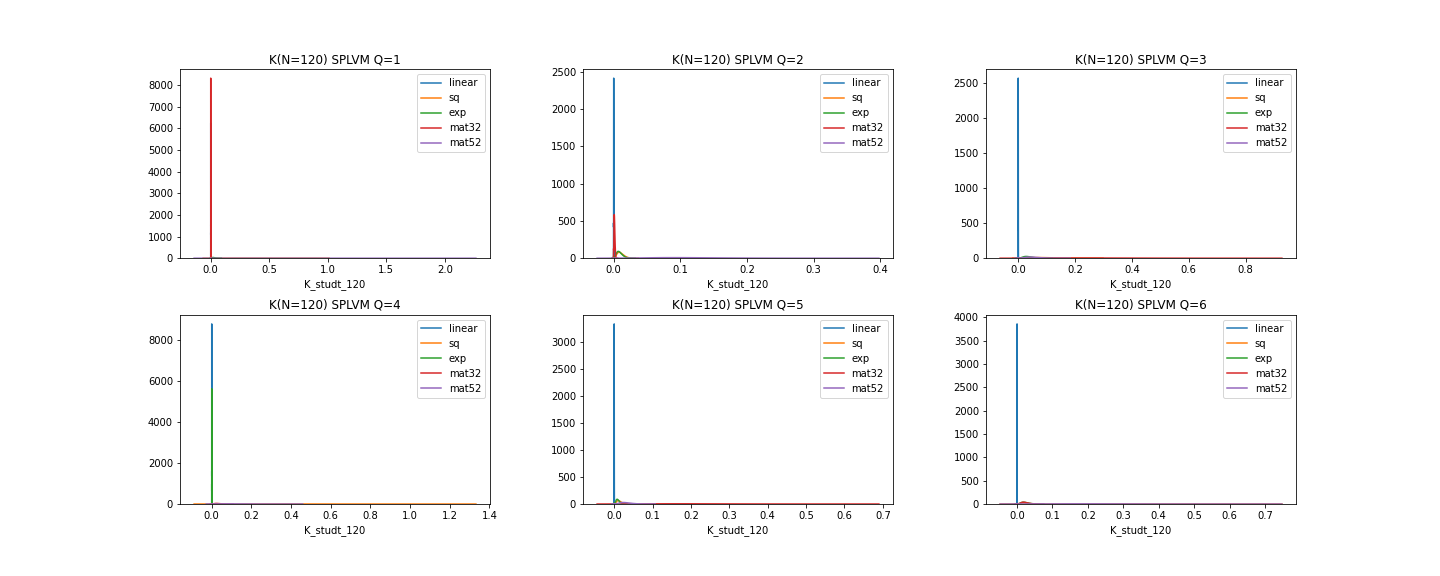 K(N=120) SPLVM Q=1
8000
7000
6000
5000
4000
3000
2000
1000
0
linear
sq
exp
mat32
mat52
0.0 0.5 1.0 1.5 2.0
K_studt_120
K(N=120) SPLVM Q=2
2500
2000
1500
1000
500
0
linear
sq
exp
mat32
mat52
0.0 0.1 0.2 0.3 0.4
K_studt_120
K(N=120) SPLVM Q=3
2500
2000
1500
1000
500
0
linear
sq
exp
mat32
mat52
0.0 0.2 0.4 0.6 0.8
K_studt_120
K(N=120) SPLVM Q=4
8000
6000
4000
2000
0
linear
sq
exp
mat32
mat52
0.0 0.2 0.4 0.6 0.8 1.0 1.2 1.4
K_studt_120
K(N=120) SPLVM Q=5
3000
2500
2000
1500
1000
500
0
linear
sq
exp
mat32
mat52
0.0 0.1 0.2 0.3 0.4 0.5 0.6 0.7
K_studt_120
K(N=120) SPLVM Q=6
4000
3500
3000
2500
2000
1500
1000
500
0
linear
sq
exp
mat32
mat52
0.0 0.1 0.2 0.3 0.4 0.5 0.6 0.7
K_studt_120